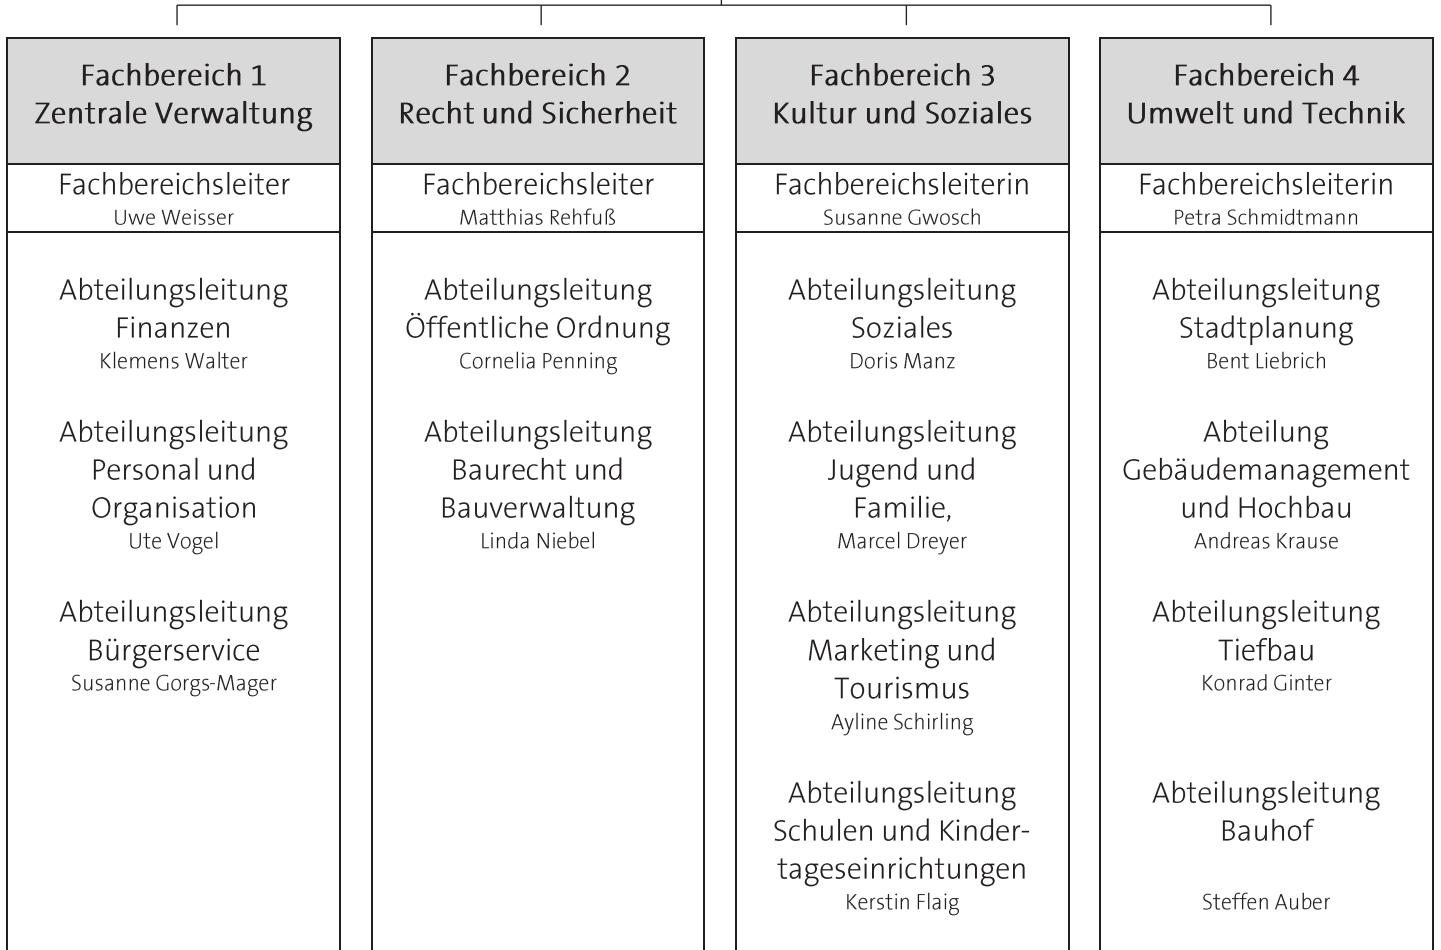 Fachbereich 1
Zentrale Verwaltung
Fachbereichsleiter
Uwe Weisser
Abteilungsleitung
Finanzen
Klemens Walter
Abteilungsleitung
Personal und
Organisation
Ute Vogel
Abteilungsleitung
Bürgerservice
Susanne Gorgs-Mager
Fachbereich 2
Recht und Sicherheit
Fachbereichsleiter
Matthias Rehfuß
Abteilungsleitung
Öffentliche Ordnung
Cornelia Penning
Abteilungsleitung
Baurecht und
Bauverwaltung
Linda Niebel
Fachbereich 3
Kultur und Soziales
Fachbereichsleiterin
Susanne Gwosch
Abteilungsleitung
Soziales
Doris Manz
Abteilungsleitung
Jugend und
Familie,
Marcel Dreyer
Abteilungsleitung
Marketing und
Tourismus
Ayline Schirling
Abteilungsleitung
Schulen und Kinder-
tageseinrichtungen
Kerstin Flaig
Fachbereich 4
Umwelt und Technik
Fachbereichsleiterin
Petra Schmidtmann
Abteilungsleitung
Stadtplanung
Bent Liebrich
Abteilung
Gebäudemanagement
und Hochbau
Andreas Krause
Abteilungsleitung
Tiefbau
Konrad Ginter
Abteilungsleitung
Bauhof
Steffen Auber